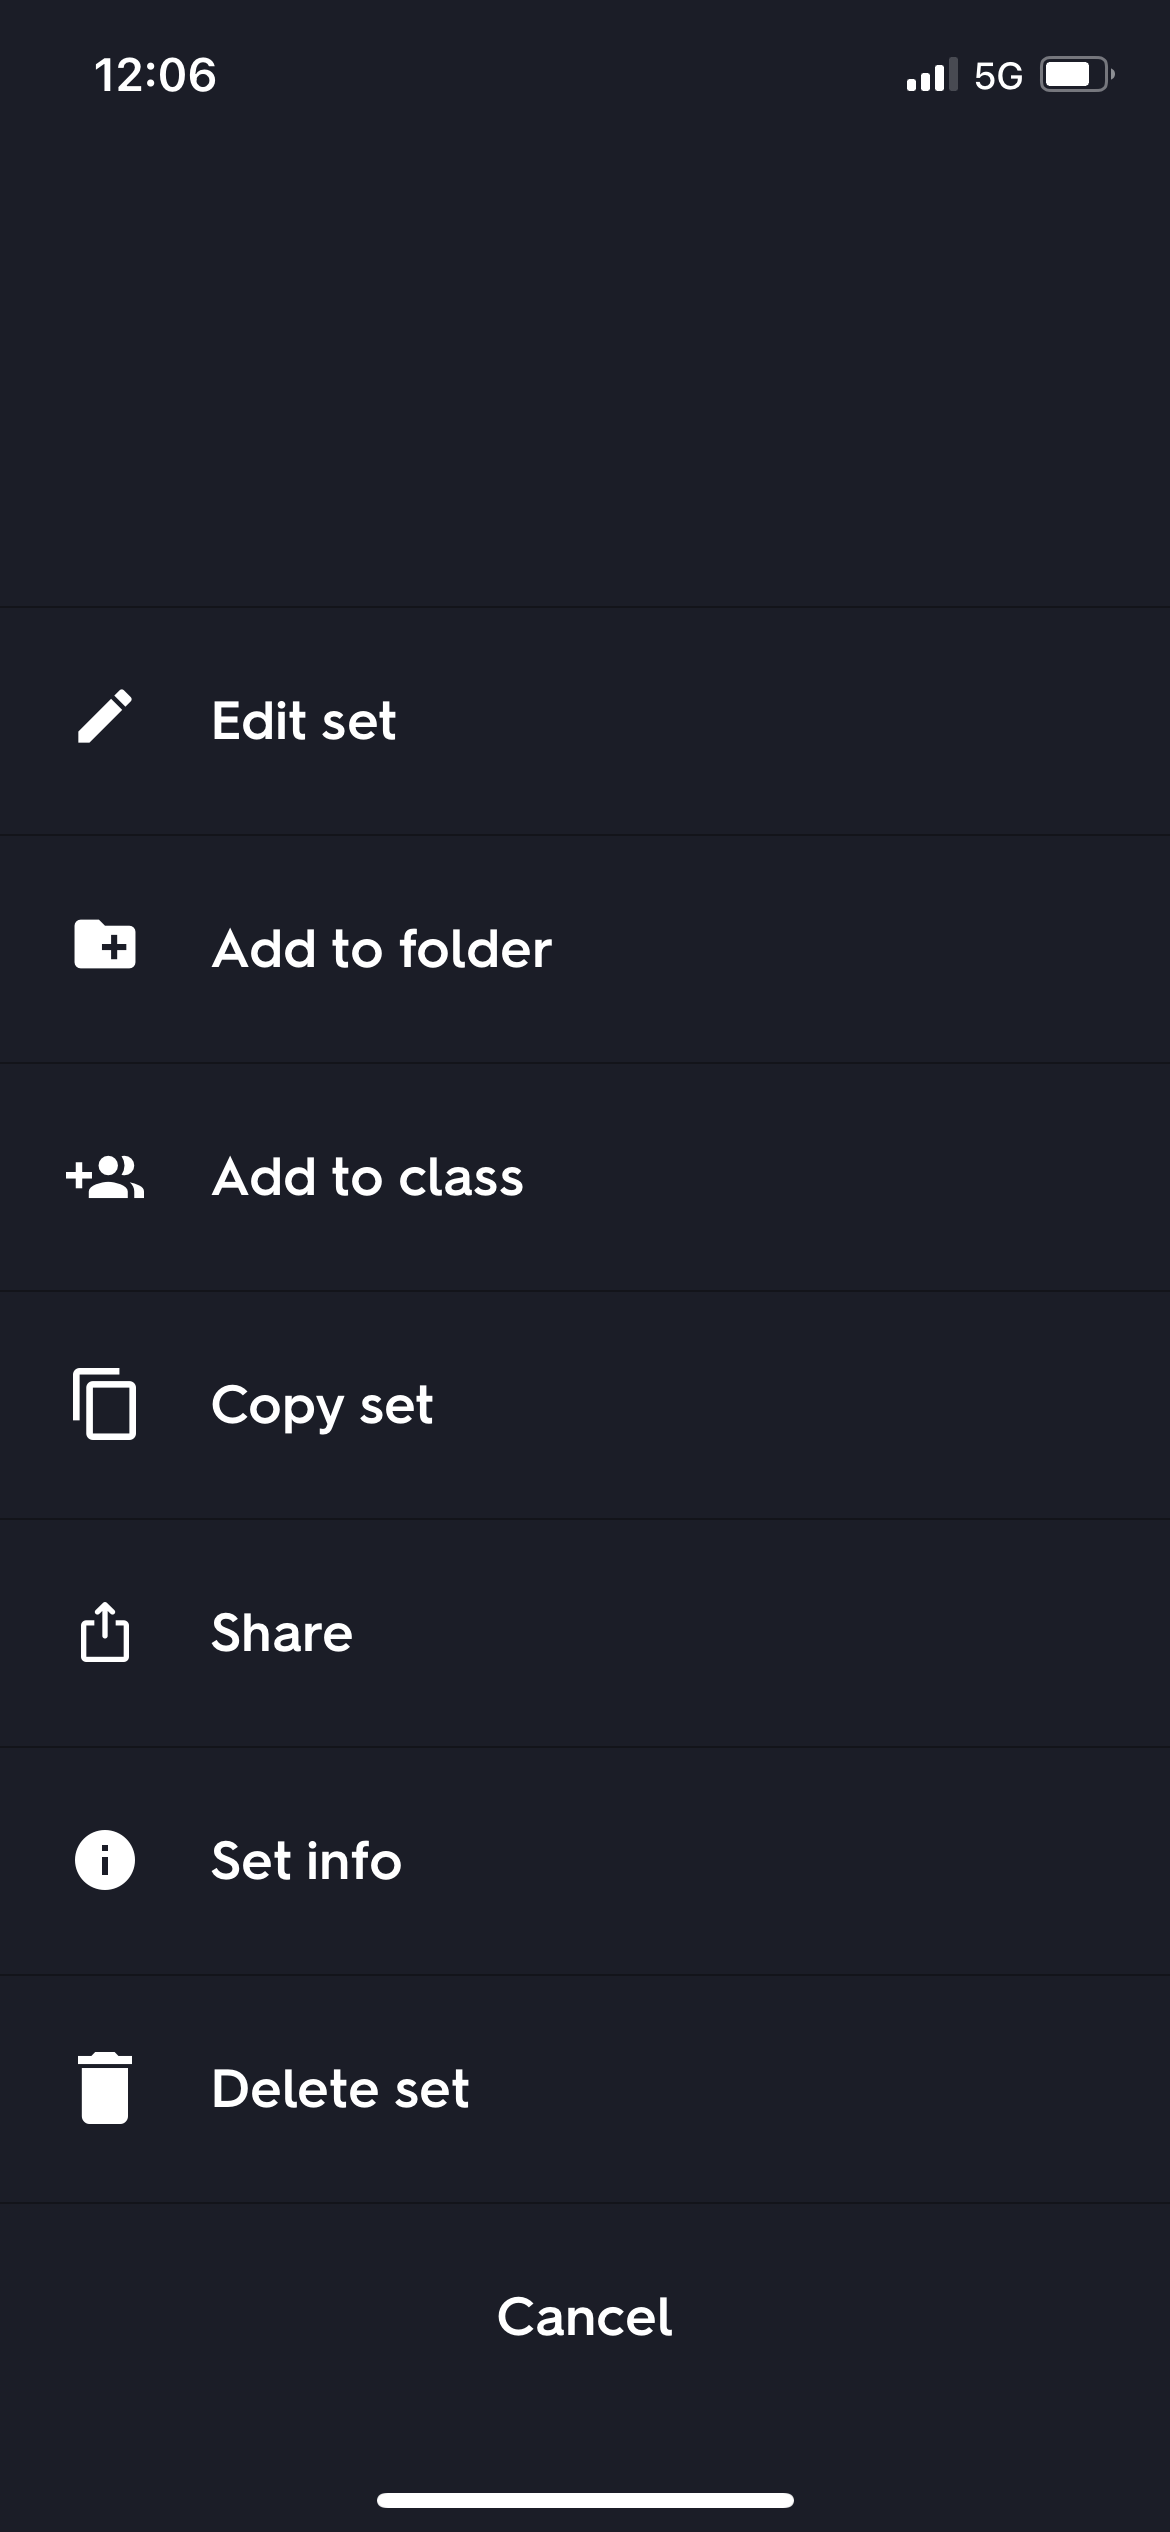 12:06 5G
Edit set
Add to folder
Add to class
Copy set
Share
Set info
Delete set
Cancel